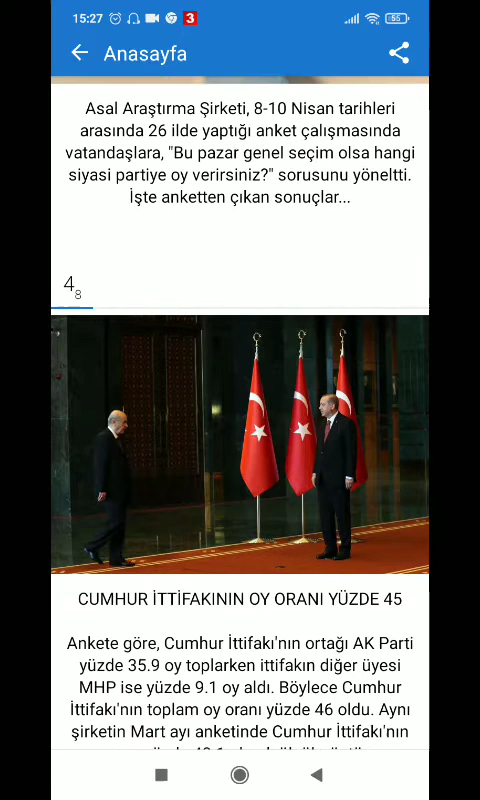 15:27
3
55
Anasayfa
Asal Araştırma Şirketi, 8-10 Nisan tarihleri
arasında 26 ilde yaptığı anket çalışmasında
vatandaşlara, "Bu pazar genel seçim olsa hangi
siyasi partiye oy verirsiniz?" sorusunu yöneltti.
İşte anketten çıkan sonuçlar...
4
8
CUMHUR İTTİFAKININ OY ORANI YÜZDE 45
Ankete göre, Cumhur İttifakı'nın ortağı AK Parti
yüzde 35.9 oy toplarken ittifakın diğer üyesi
MHP ise yüzde 9.1 oy aldı. Böylece Cumhur
İttifakı'nın toplam oy oranı yüzde 46 oldu. Aynı
şirketin Mart ayı anketinde Cumhur İttifakı'nın